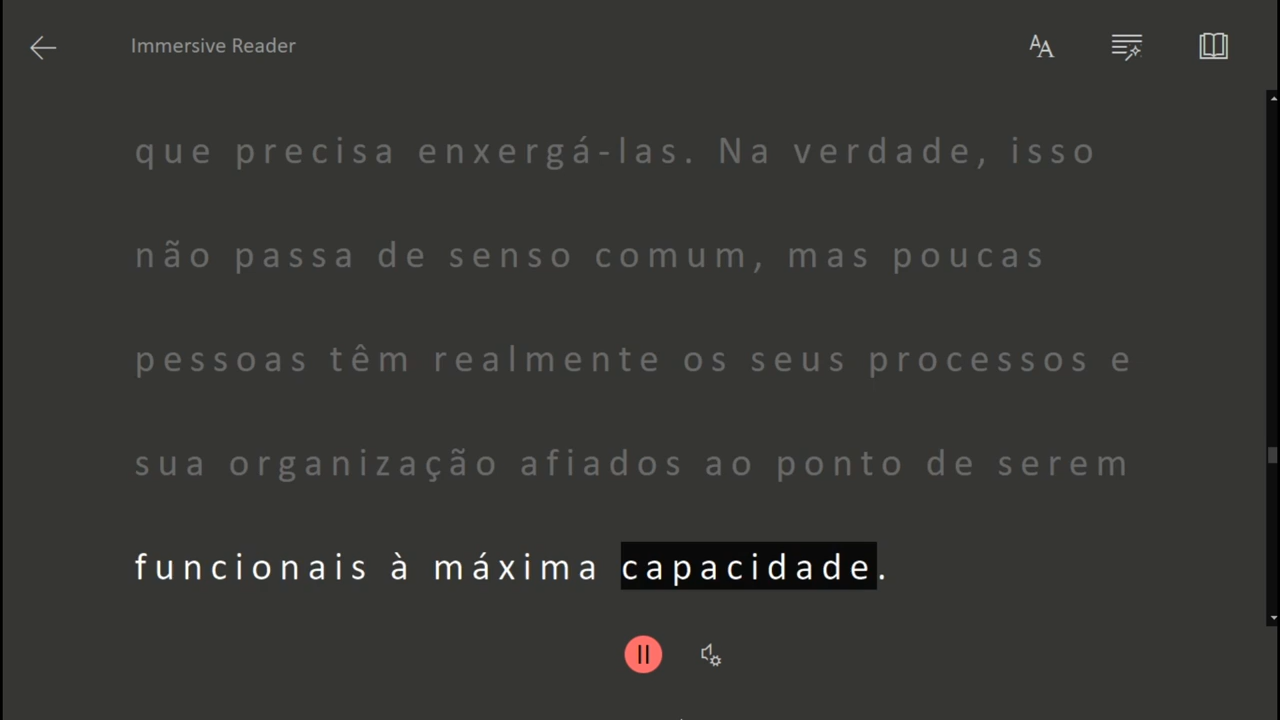 Immersive Reader
que precisa enxergá-las. Na verdade, isso
não passa de senso comum, mas poucas
pessoas têm realmente os seus processos e
sua organização afiados ao ponto de serem
funcionais à máxima capacidade.